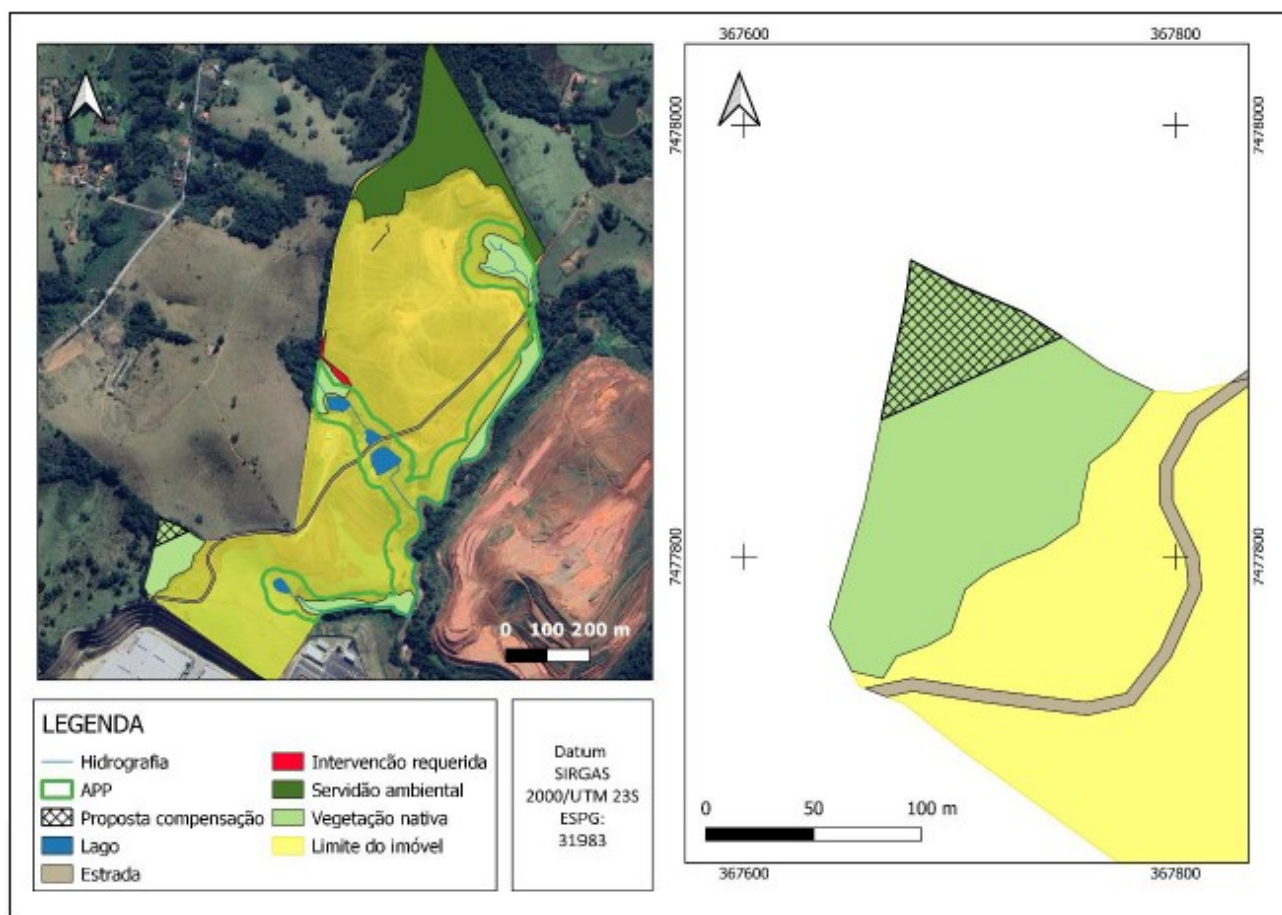 367600 367800
7478000 7478000
7477800 7477800
0 100 200 m
0 50 100 m
367600 367800
LEGENDA
Hidrografia
APP
Proposta compensação
Lago
Estrada
Intervencão requerida
Servidão ambiental
Vegetação nativa
Limite do imóvel
Datum
SIRGAS
2000/UTM 23S
ESPG:
31983